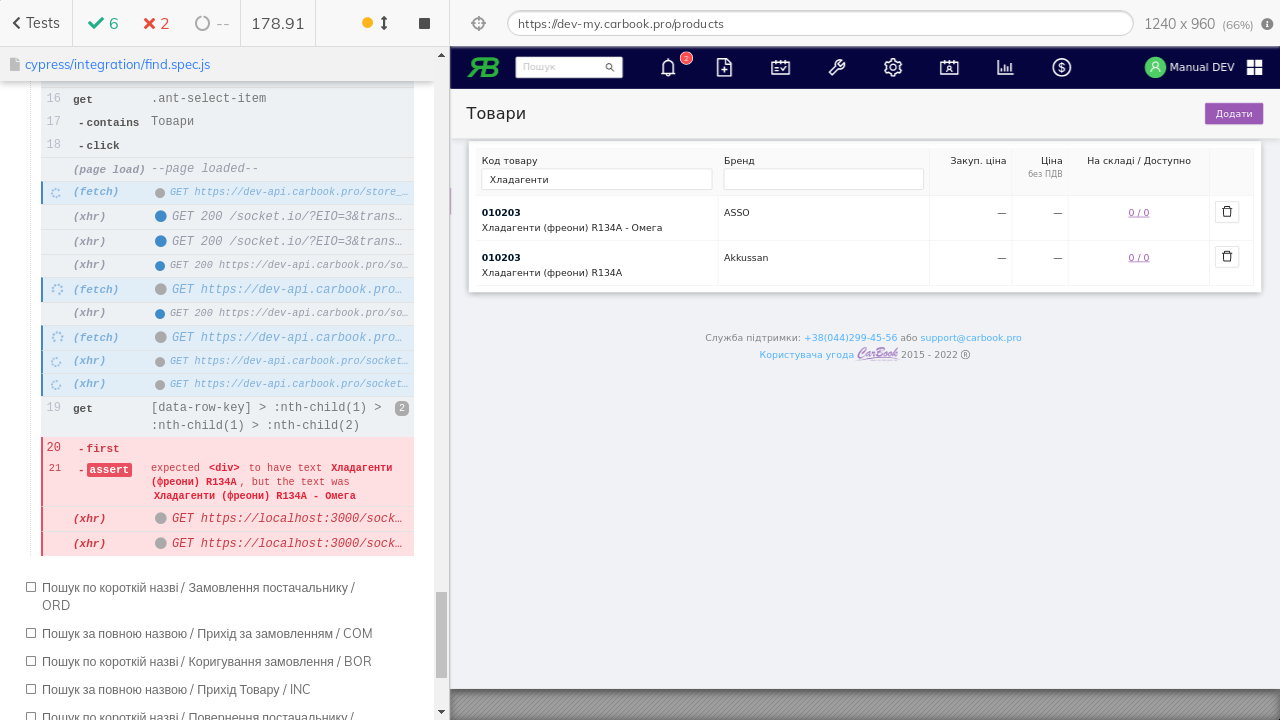 Tests
6
2
--
178.91
https://dev-my.carbook.pro/products
1240 x 960 (66%)
cypress/integration/find.spec.js
16 get .ant-select-item
17 - contains Товари
18 - click
(page load) --page loaded--
(fetch) GET https://dev-api.carbook.pro/store_…
(xhr) GET 200 /socket.io/?EIO=3&trans…
(xhr) GET 200 /socket.io/?EIO=3&trans…
(xhr) GET 200 https://dev-api.carbook.pro/so…
(fetch) GET https://dev-api.carbook.pro…
(xhr) GET 200 https://dev-api.carbook.pro/so…
(fetch) GET https://dev-api.carbook.pro…
(xhr) GET https://dev-api.carbook.pro/socket…
(xhr) GET https://dev-api.carbook.pro/socket…
19 get [data-row-key] > :nth-child(1) > 2
:nth-child(1) > :nth-child(2)
20 - first
21 - assert expected <div> to have text Хладагенти
(фреони) R134A, but the text was
Хладагенти (фреони) R134A - Омега
(xhr) GET https://localhost:3000/sock…
(xhr) GET https://localhost:3000/sock…
Пошук по короткій назві / Замовлення постачальнику /
ORD
Пошук за повною назвою / Прихід за замовленням / COM
Пошук по короткій назві / Коригування замовлення / BOR
Пошук за повною назвою / Прихід Товару / INC
Пошук по короткій назві / Повернення постачальнику /
Пошук
2
Manual DEV
Товари
Додати
Код товару Бренд Закуп. ціна Ціна На складі / Доступно
без ПДВ
Хладагенти
010203 ASSO — — 0 / 0
Хладагенти (фреони) R134A - Омега
010203 Akkussan — — 0 / 0
Хладагенти (фреони) R134A
Служба підтримки: +38(044)299-45-56 або support@carbook.pro
Користувача угода CarBook 2015 - 2022 ®